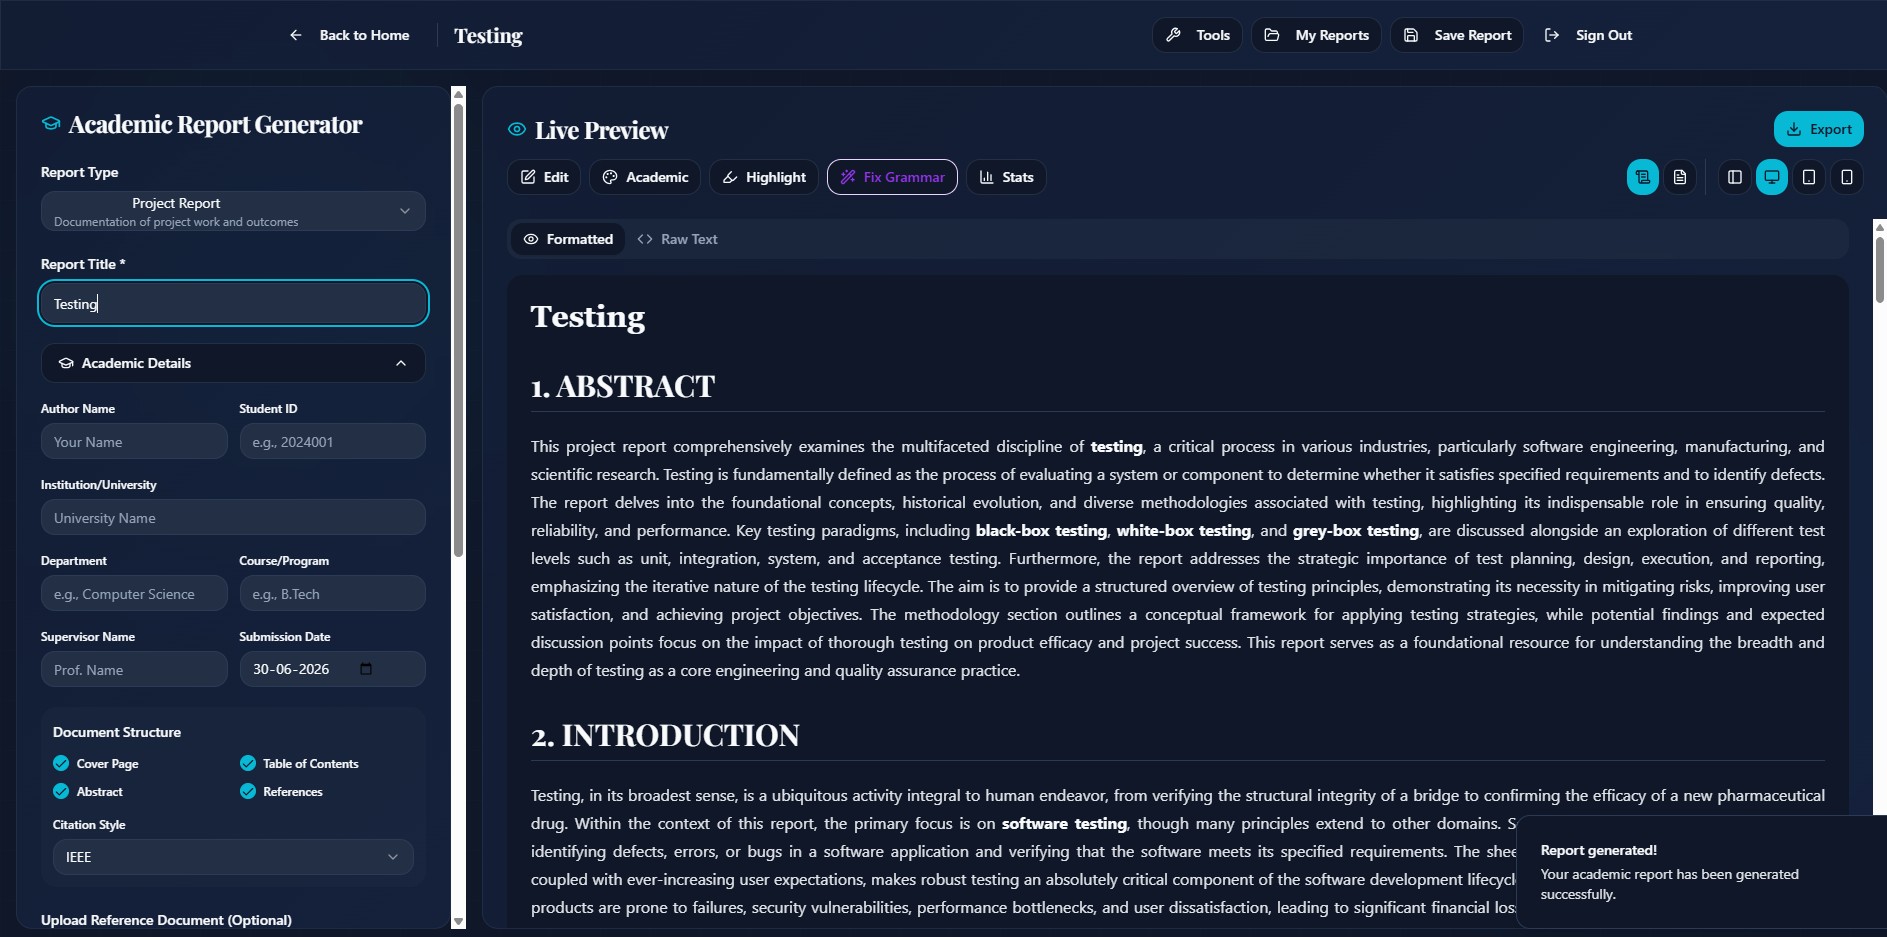 Back to Home
Testing
Tools
My Reports
Save Report
Sign Out
Academic Report Generator
Report Type
Project Report
Documentation of project work and outcomes
Report Title *
Testing
Academic Details
Author Name
Student ID
Your Name
e.g., 2024001
Institution/University
University Name
Department
Course/Program
e.g., Computer Science
e.g., B.Tech
Supervisor Name
Submission Date
Prof. Name
30-06-2026
Document Structure
Cover Page
Table of Contents
Abstract
References
Citation Style
IEEE
Upload Reference Document (Optional)
Live Preview
Export
Edit
Academic
Highlight
Fix Grammar
Stats
Formatted
Raw Text
Testing
1. ABSTRACT
This project report comprehensively examines the multifaceted discipline of testing, a critical process in various industries, particularly software engineering, manufacturing, and
scientific research. Testing is fundamentally defined as the process of evaluating a system or component to determine whether it satisfies specified requirements and to identify defects.
The report delves into the foundational concepts, historical evolution, and diverse methodologies associated with testing, highlighting its indispensable role in ensuring quality,
reliability, and performance. Key testing paradigms, including black-box testing, white-box testing, and grey-box testing, are discussed alongside an exploration of different test
levels such as unit, integration, system, and acceptance testing. Furthermore, the report addresses the strategic importance of test planning, design, execution, and reporting,
emphasizing the iterative nature of the testing lifecycle. The aim is to provide a structured overview of testing principles, demonstrating its necessity in mitigating risks, improving user
satisfaction, and achieving project objectives. The methodology section outlines a conceptual framework for applying testing strategies, while potential findings and expected
discussion points focus on the impact of thorough testing on product efficacy and project success. This report serves as a foundational resource for understanding the breadth and
depth of testing as a core engineering and quality assurance practice.
2. INTRODUCTION
Testing, in its broadest sense, is a ubiquitous activity integral to human endeavor, from verifying the structural integrity of a bridge to confirming the efficacy of a new pharmaceutical
drug. Within the context of this report, the primary focus is on software testing, though many principles extend to other domains.
identifying defects, errors, or bugs in a software application and verifying that the software meets its specified requirements. The
coupled with ever-increasing user expectations, makes robust testing an absolutely critical component of the software development
products are prone to failures, security vulnerabilities, performance bottlenecks, and user dissatisfaction, leading to significant financial
Report generated!
Your academic report has been generated
successfully.